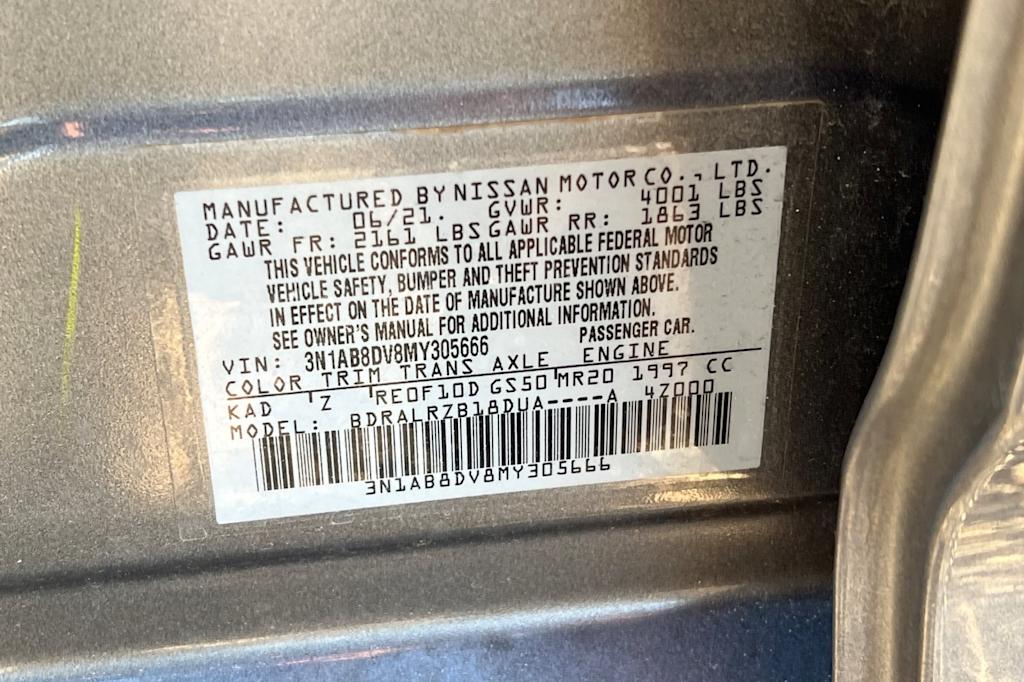 MANUFACTURED BY NISSAN MOTOR CO., LTD.
DATE: 06/21. GVWR: 4001 LBS
GAWR FR: 2161 LBS GAWR RR: 1863 LBS
THIS VEHICLE CONFORMS TO ALL APPLICABLE FEDERAL MOTOR
VEHICLE SAFETY, BUMPER AND THEFT PREVENTION STANDARDS
IN EFFECT ON THE DATE OF MANUFACTURE SHOWN ABOVE.
SEE OWNER'S MANUAL FOR ADDITIONAL INFORMATION.
VIN: 3N1AB8DV8MY305666 PASSENGER CAR.
COLOR TRIM TRANS AXLE ENGINE
KAD Z RE0F10D GS50 MR20 1997 CC
MODEL: BDRALRZB18DUA----A 4Z000
3N1AB8DV8MY305666